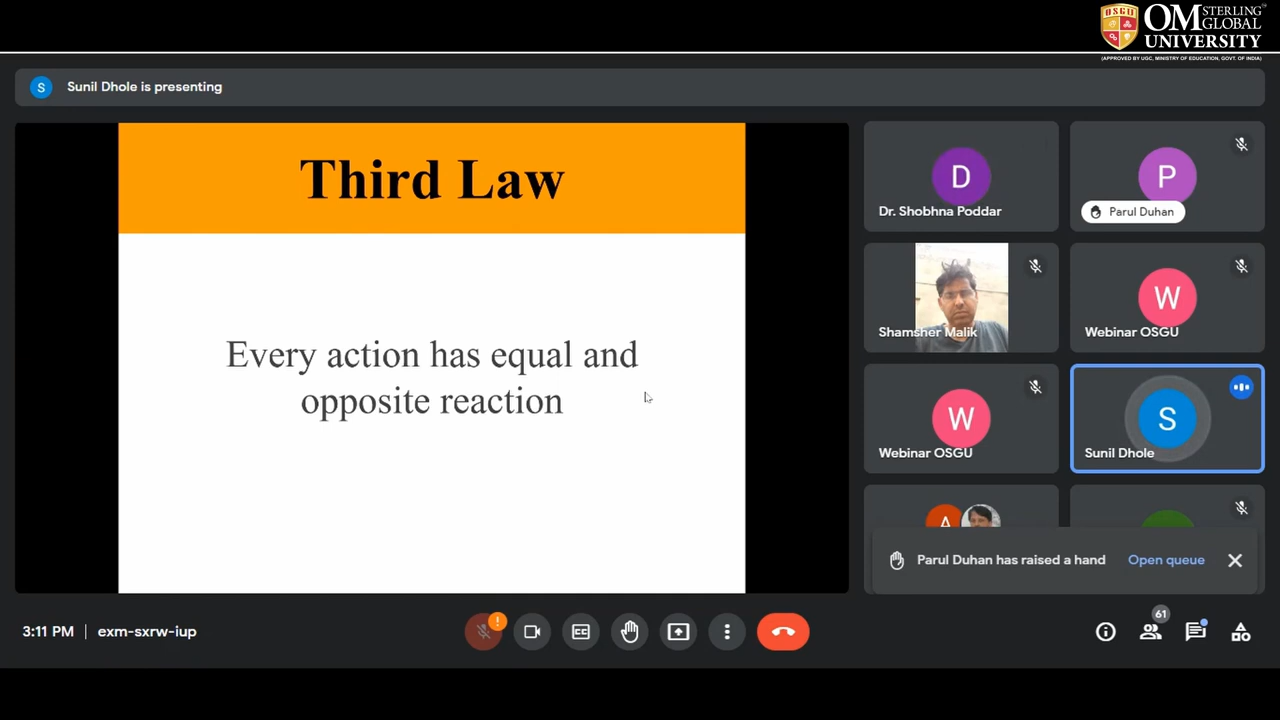 OSGU
OM STERLING GLOBAL UNIVERSITY
(APPROVED BY UGC, MINISTRY OF EDUCATION, GOVT. OF INDIA)
S
Sunil Dhole is presenting
Third Law
Every action has equal and
opposite reaction
D
Dr. Shobhna Poddar
P
Parul Duhan
Shamsher Malik
W
Webinar OSGU
W
Webinar OSGU
S
Sunil Dhole
A
Parul Duhan has raised a hand
Open queue
3:11 PM
exm-sxrw-iup
!
CC
61